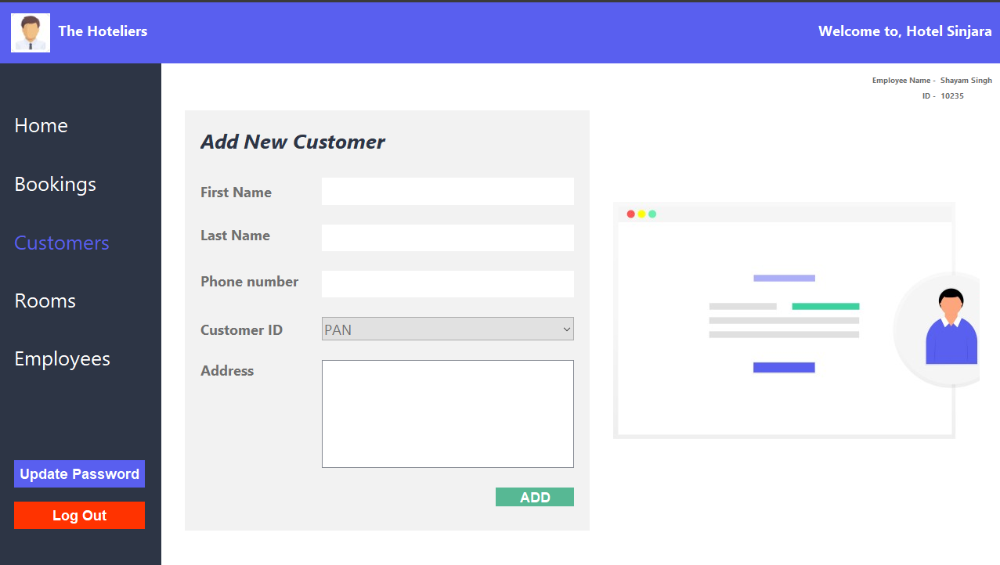 The Hoteliers
Welcome to, Hotel Sinjara
Employee Name - Shayam Singh
ID - 10235
Home
Bookings
Customers
Rooms
Employees
Update Password
Log Out
Add New Customer
First Name
Last Name
Phone number
Customer ID
PAN
Address
ADD